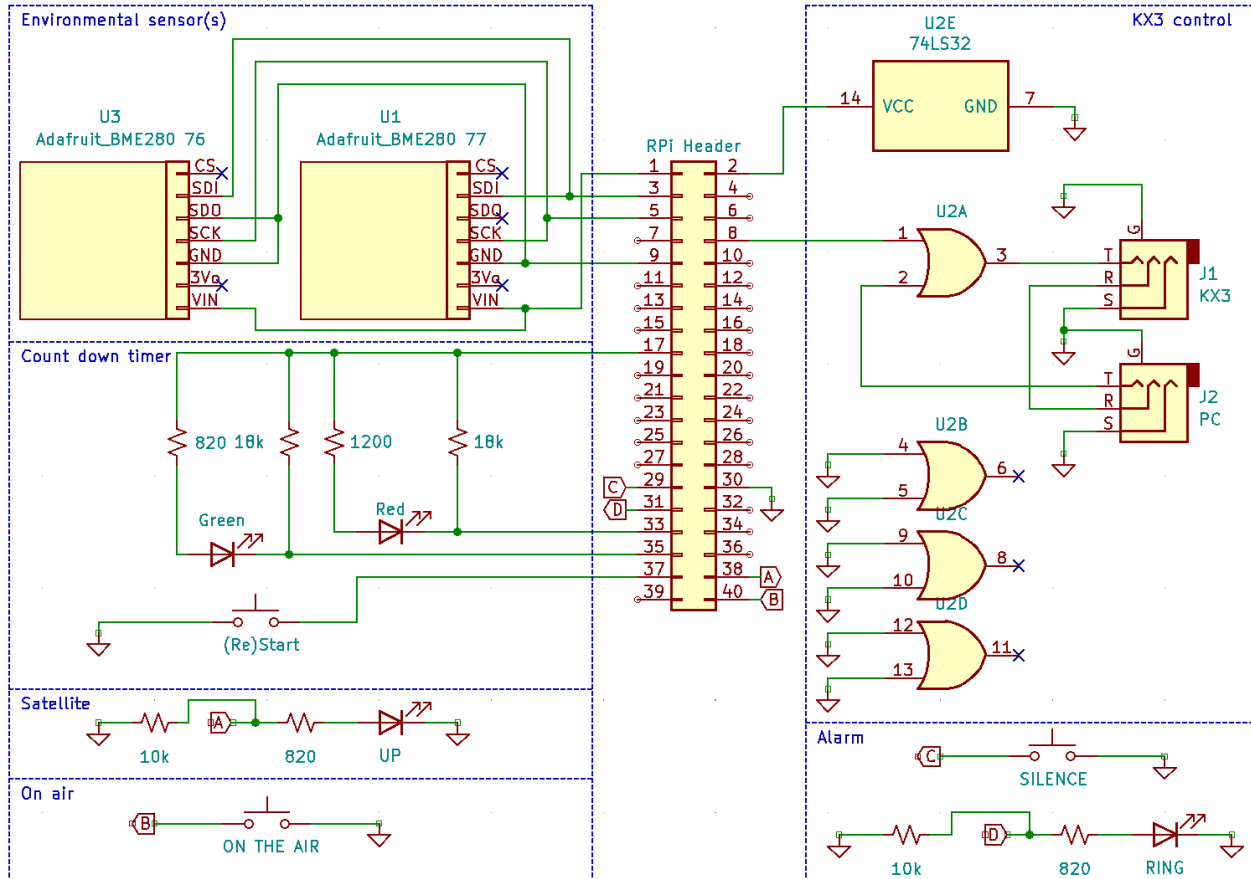 Environmental sensor(s)
U3
Adafruit_BME280 76
CS
SDI
SDO
SCK
GND
3Vo
VIN
U1
Adafruit_BME280 77
CS
SDI
SDO
SCK
GND
3Vo
VIN
RPi Header
1 2
3 4
5 6
7 8
9 10
11 12
13 14
15 16
17 18
19 20
21 22
23 24
25 26
27 28
29 30
31 32
33 34
35 36
37 38
39 40
C
D
A
B
KX3 control
U2E
74LS32
14 VCC GND 7
U2A
1
2
3
G
T
R
S
J1
KX3
G
T
R
S
J2
PC
U2B
4
5
6
U2C
9
10
8
U2D
12
13
11
Count down timer
820 18k 1200 18k
Green
Red
(Re)Start
Satellite
A
10k 820 UP
On air
B
ON THE AIR
Alarm
C
SILENCE
D
10k 820 RING